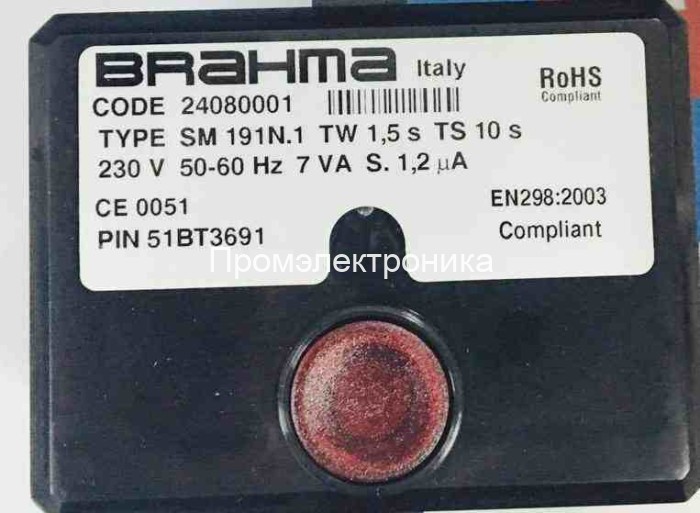 BRAHMA Italy
RoHS
Compliant
CODE 24080001
TYPE SM 191N.1 TW 1,5 s TS 10 s
230 V 50-60 Hz 7 VA S. 1,2 µA
CE 0051
EN298:2003
PIN 51BT3691
Compliant
Промэлектроника